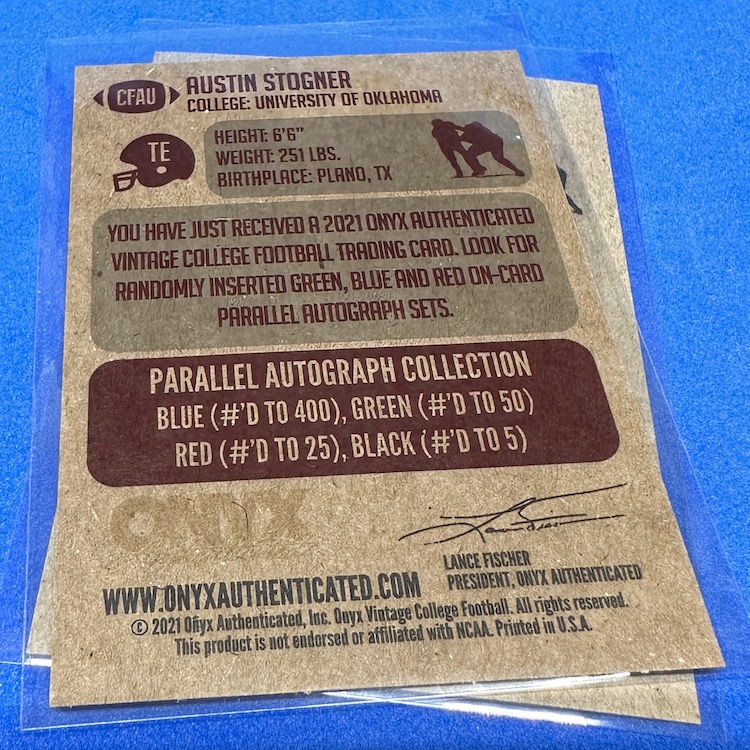 CFAU
AUSTIN STOGNER
COLLEGE: UNIVERSITY OF OKLAHOMA
TE
HEIGHT: 6'6"
WEIGHT: 251 LBS.
BIRTHPLACE: PLANO, TX
YOU HAVE JUST RECEIVED A 2021 ONYX AUTHENTICATED
VINTAGE COLLEGE FOOTBALL TRADING CARD. LOOK FOR
RANDOMLY INSERTED GREEN, BLUE AND RED ON-CARD
PARALLEL AUTOGRAPH SETS.
PARALLEL AUTOGRAPH COLLECTION
BLUE (#'D TO 400), GREEN (#'D TO 50)
RED (#'D TO 25), BLACK (#'D TO 5)
ONYX
LANCE FISCHER
PRESIDENT, ONYX AUTHENTICATED
WWW.ONYXAUTHENTICATED.COM
© 2021 Onyx Authenticated, Inc. Onyx Vintage College Football. All rights reserved.
This product is not endorsed or affiliated with NCAA. Printed in U.S.A.